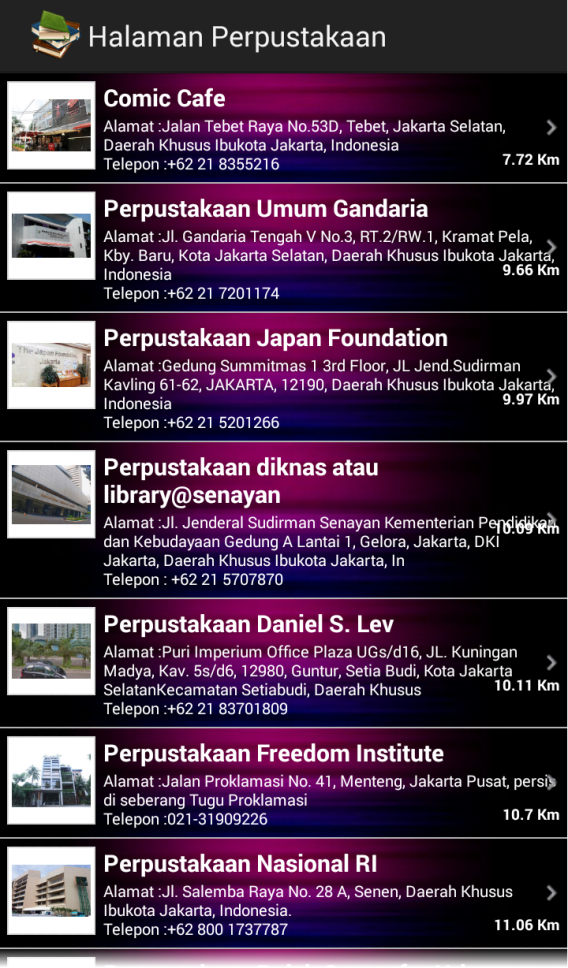 Halaman Perpustakaan
Comic Cafe
Alamat :Jalan Tebet Raya No.53D, Tebet, Jakarta Selatan,
Daerah Khusus Ibukota Jakarta, Indonesia
Telepon :+62 21 8355216
7.72 Km
Perpustakaan Umum Gandaria
Alamat :Jl. Gandaria Tengah V No.3, RT.2/RW.1, Kramat Pela,
Kby. Baru, Kota Jakarta Selatan, Daerah Khusus Ibukota Jakarta,
Indonesia
9.66 Km
Telepon :+62 21 7201174
Perpustakaan Japan Foundation
Alamat :Gedung Summitmas 1 3rd Floor, JL Jend.Sudirman
Kavling 61-62, JAKARTA, 12190, Daerah Khusus Ibukota Jakarta,
Indonesia
9.97 Km
Telepon :+62 21 5201266
Perpustakaan diknas atau
library@senayan
Alamat :Jl. Jenderal Sudirman Senayan Kementerian Pendidikan
10.09 Km
dan Kebudayaan Gedung A Lantai 1, Gelora, Jakarta, DKI
Jakarta, Daerah Khusus Ibukota Jakarta, In
Telepon : +62 21 5707870
Perpustakaan Daniel S. Lev
Alamat :Puri Imperium Office Plaza UGs/d16, JL. Kuningan
Madya, Kav. 5s/d6, 12980, Guntur, Setia Budi, Kota Jakarta
SelatanKecamatan Setiabudi, Daerah Khusus
10.11 Km
Telepon :+62 21 83701809
Perpustakaan Freedom Institute
Alamat :Jalan Proklamasi No. 41, Menteng, Jakarta Pusat, persis
di seberang Tugu Proklamasi
Telepon :021-31909226
10.7 Km
Perpustakaan Nasional RI
Alamat :Jl. Salemba Raya No. 28 A, Senen, Daerah Khusus
Ibukota Jakarta, Indonesia.
Telepon :+62 800 1737787
11.06 Km